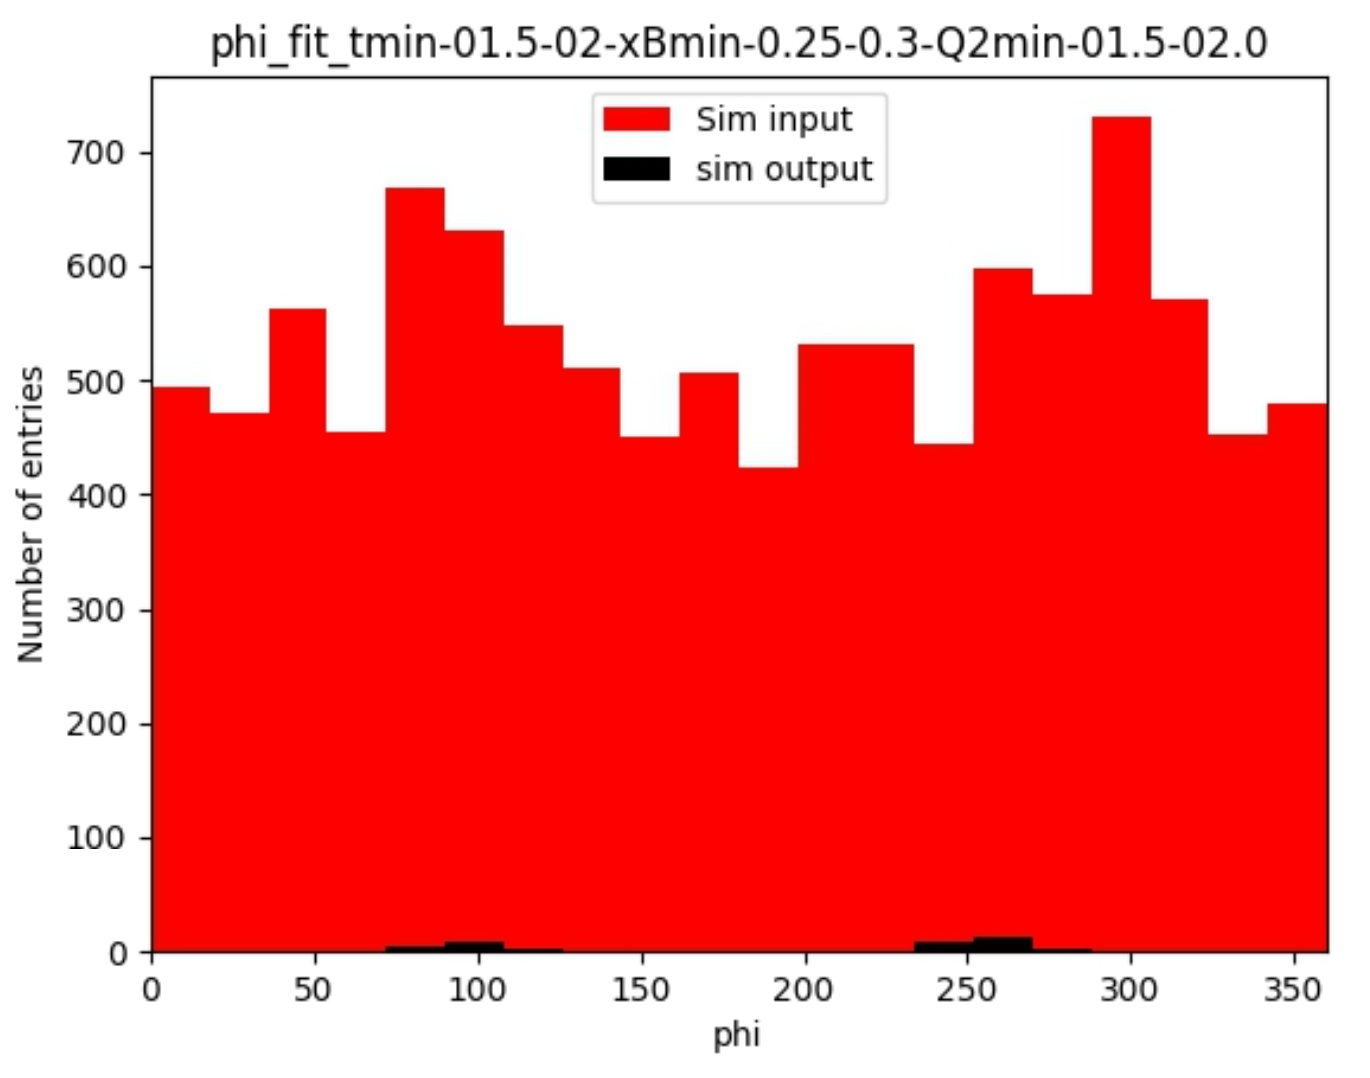 phi_fit_tmin-01.5-02-xBmin-0.25-0.3-Q2min-01.5-02.0
Sim input
sim output
700
600
500
400
300
200
100
0
Number of entries
0 50 100 150 200 250 300 350
phi